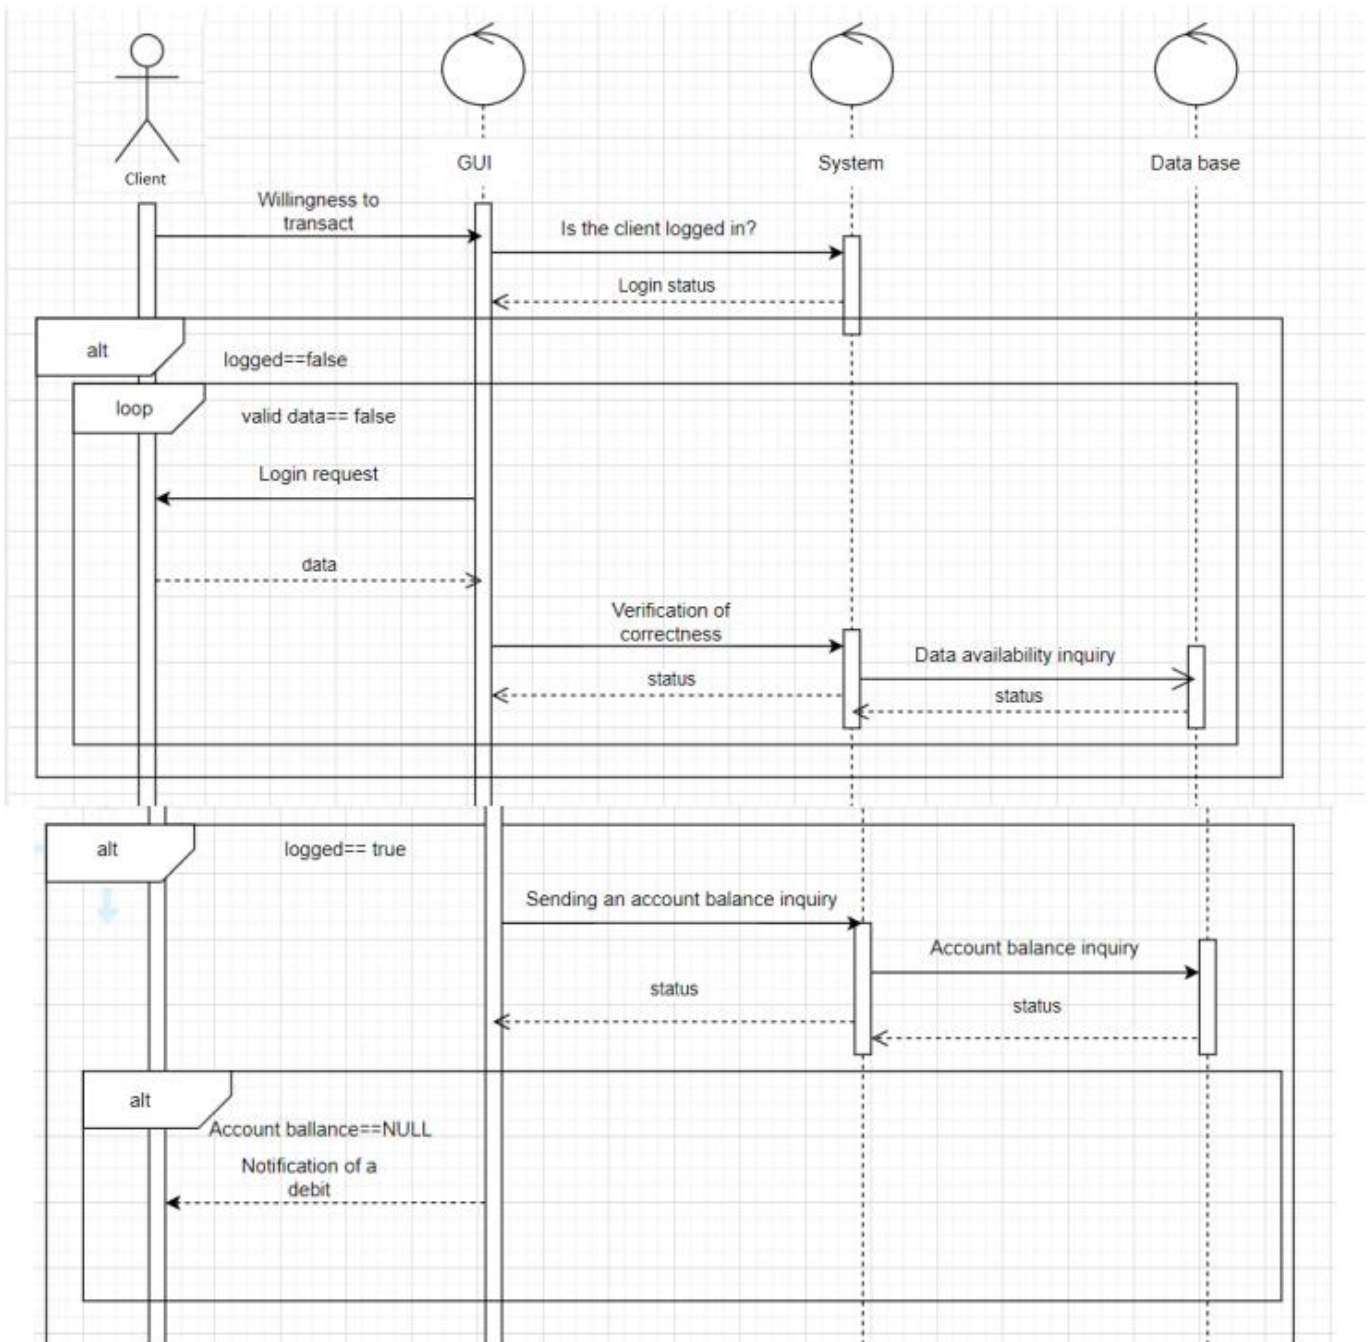 Client
GUI
System
Data base
Willingness to
transact
Is the client logged in?
Login status
alt
logged==false
loop
valid data== false
Login request
data
Verification of
correctness
Data availability inquiry
status
status
alt
logged== true
Sending an account balance inquiry
Account balance inquiry
status
status
alt
Account ballance==NULL
Notification of a
debit